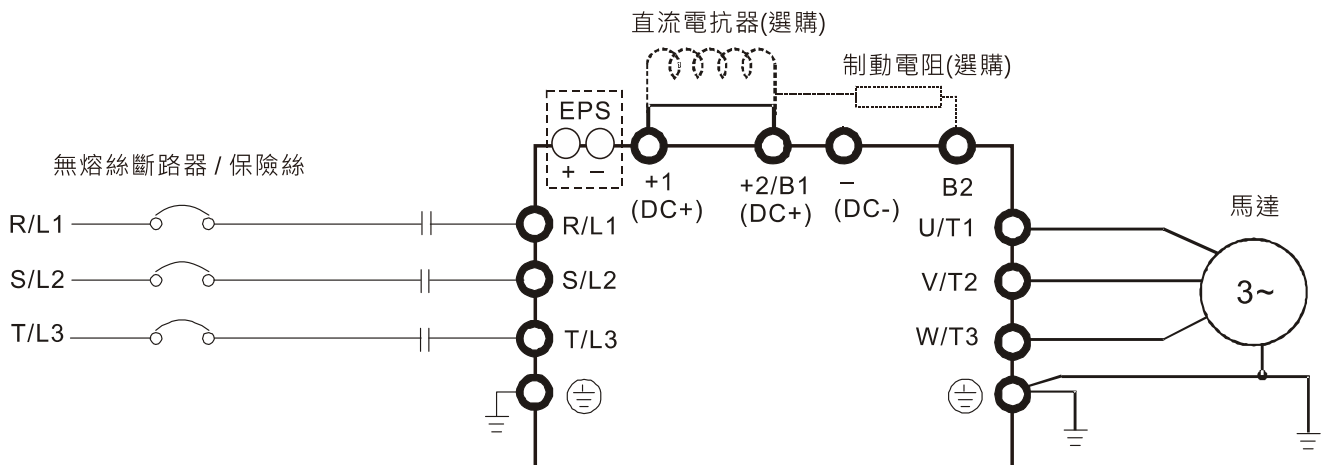 直流電抗器(選購)
制動電阻(選購)
EPS
+ −
無熔絲斷路器 / 保險絲
+1
(DC+)
+2/B1
(DC+)
−
(DC-)
B2
馬達
R/L1
R/L1
U/T1
S/L2
S/L2
V/T2
3~
T/L3
T/L3
W/T3